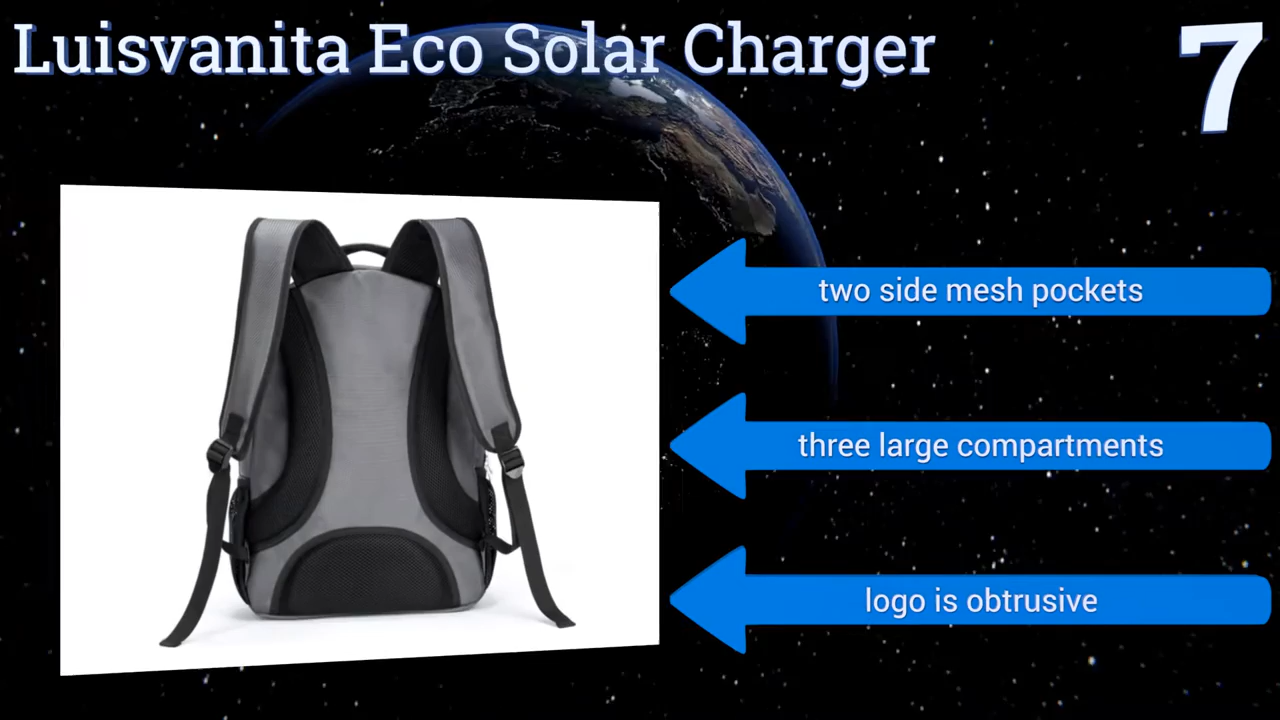 Luisvanita Eco Solar Charger
7
two side mesh pockets
three large compartments
logo is obtrusive